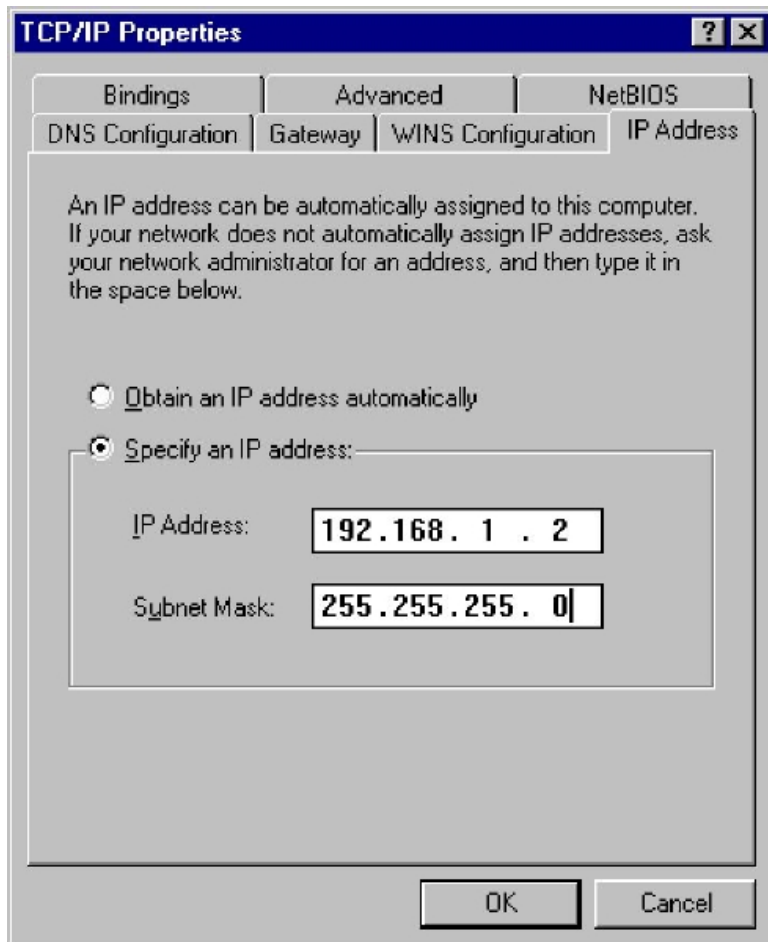 TCP/IP Properties
Bindings
Advanced
NetBIOS
DNS Configuration
Gateway
WINS Configuration
IP Address
An IP address can be automatically assigned to this computer.
If your network does not automatically assign IP addresses, ask
your network administrator for an address, and then type it in
the space below.
Obtain an IP address automatically
Specify an IP address:
IP Address:
192.168. 1 . 2
Subnet Mask:
255.255.255. 0
OK
Cancel